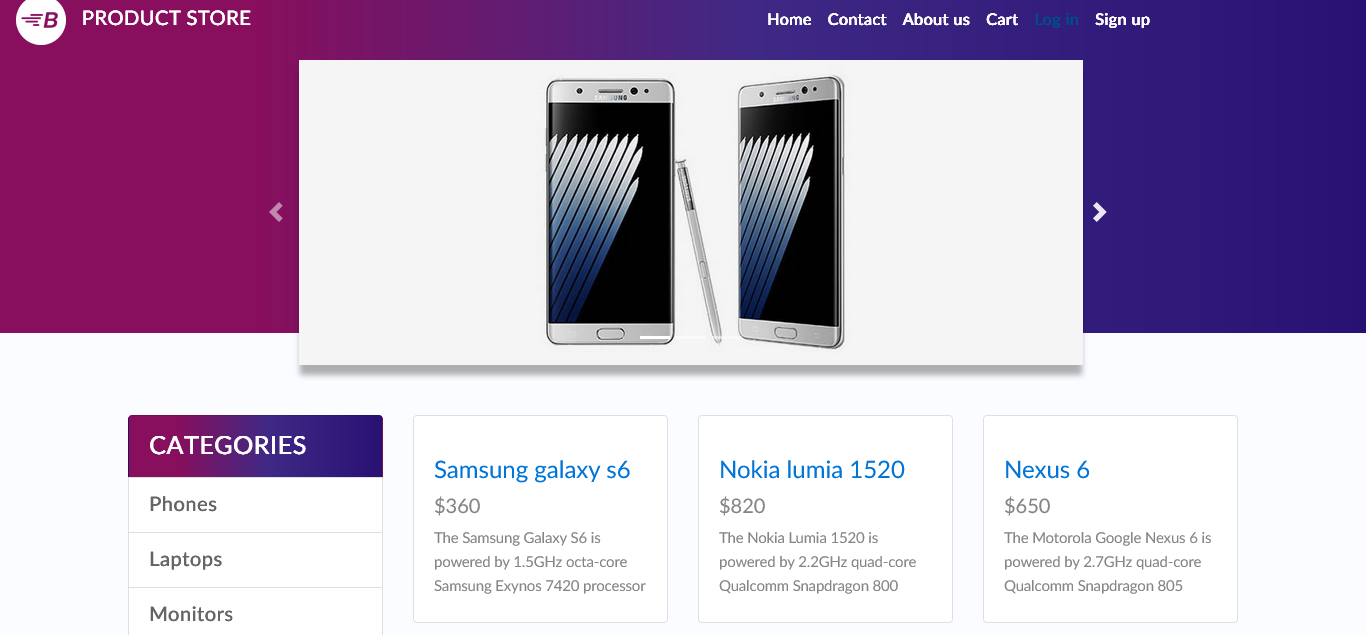 B PRODUCT STORE
Home Contact About us Cart Log in Sign up
SAMSUNG
SAMSUNG
CATEGORIES
Phones
Laptops
Monitors
Samsung galaxy s6
$360
The Samsung Galaxy S6 is
powered by 1.5GHz octa-core
Samsung Exynos 7420 processor
Nokia lumia 1520
$820
The Nokia Lumia 1520 is
powered by 2.2GHz quad-core
Qualcomm Snapdragon 800
Nexus 6
$650
The Motorola Google Nexus 6 is
powered by 2.7GHz quad-core
Qualcomm Snapdragon 805